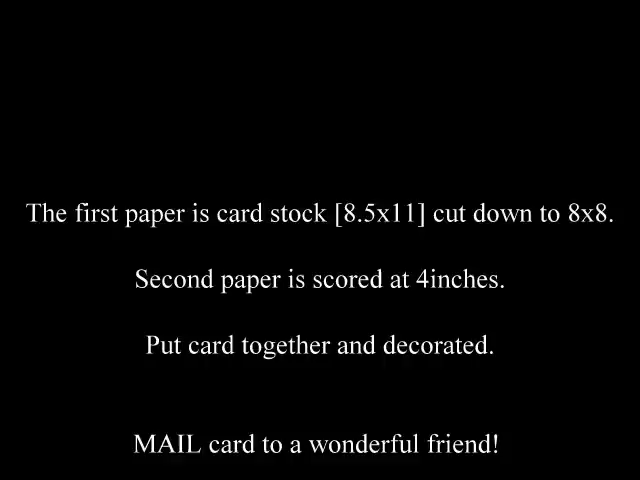 The first paper is card stock [8.5x11] cut down to 8x8.
Second paper is scored at 4inches.
Put card together and decorated.
MAIL card to a wonderful friend!